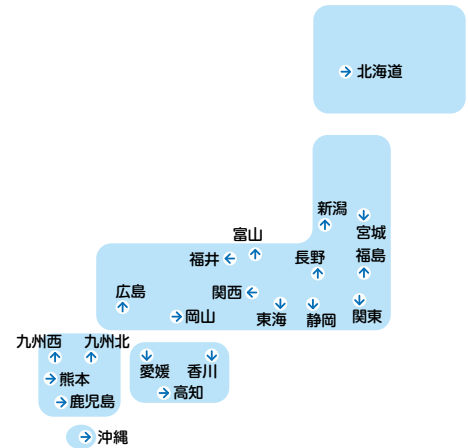 北海道
新潟
宮城
富山
福井
長野
福島
広島
関西
岡山
東海
静岡
関東
九州西
九州北
愛媛
香川
熊本
高知
鹿児島
沖縄